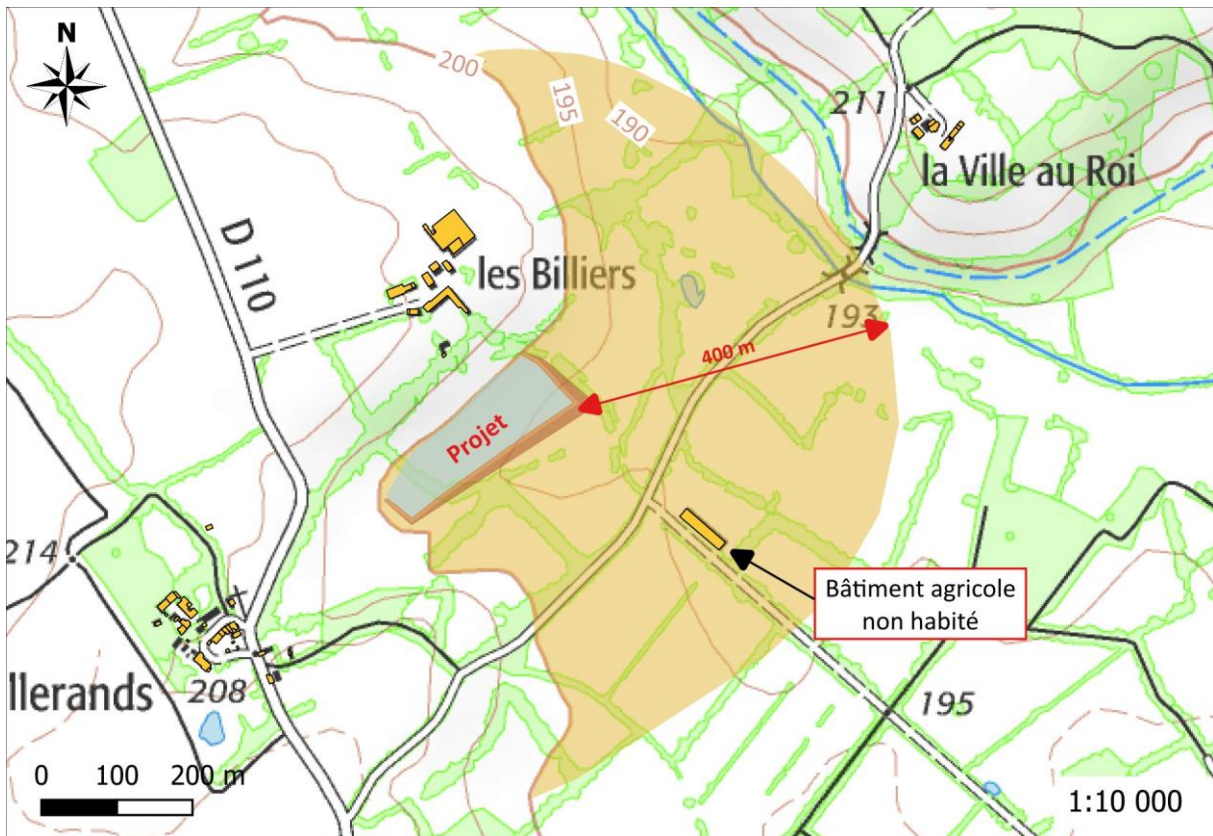 N
200
195
190
211
la Ville au Roi
D 110
les Billiers
193
400 m
Projet
214
Bâtiment agricole
non habité
llerands
208
195
0 100 200 m
1:10 000